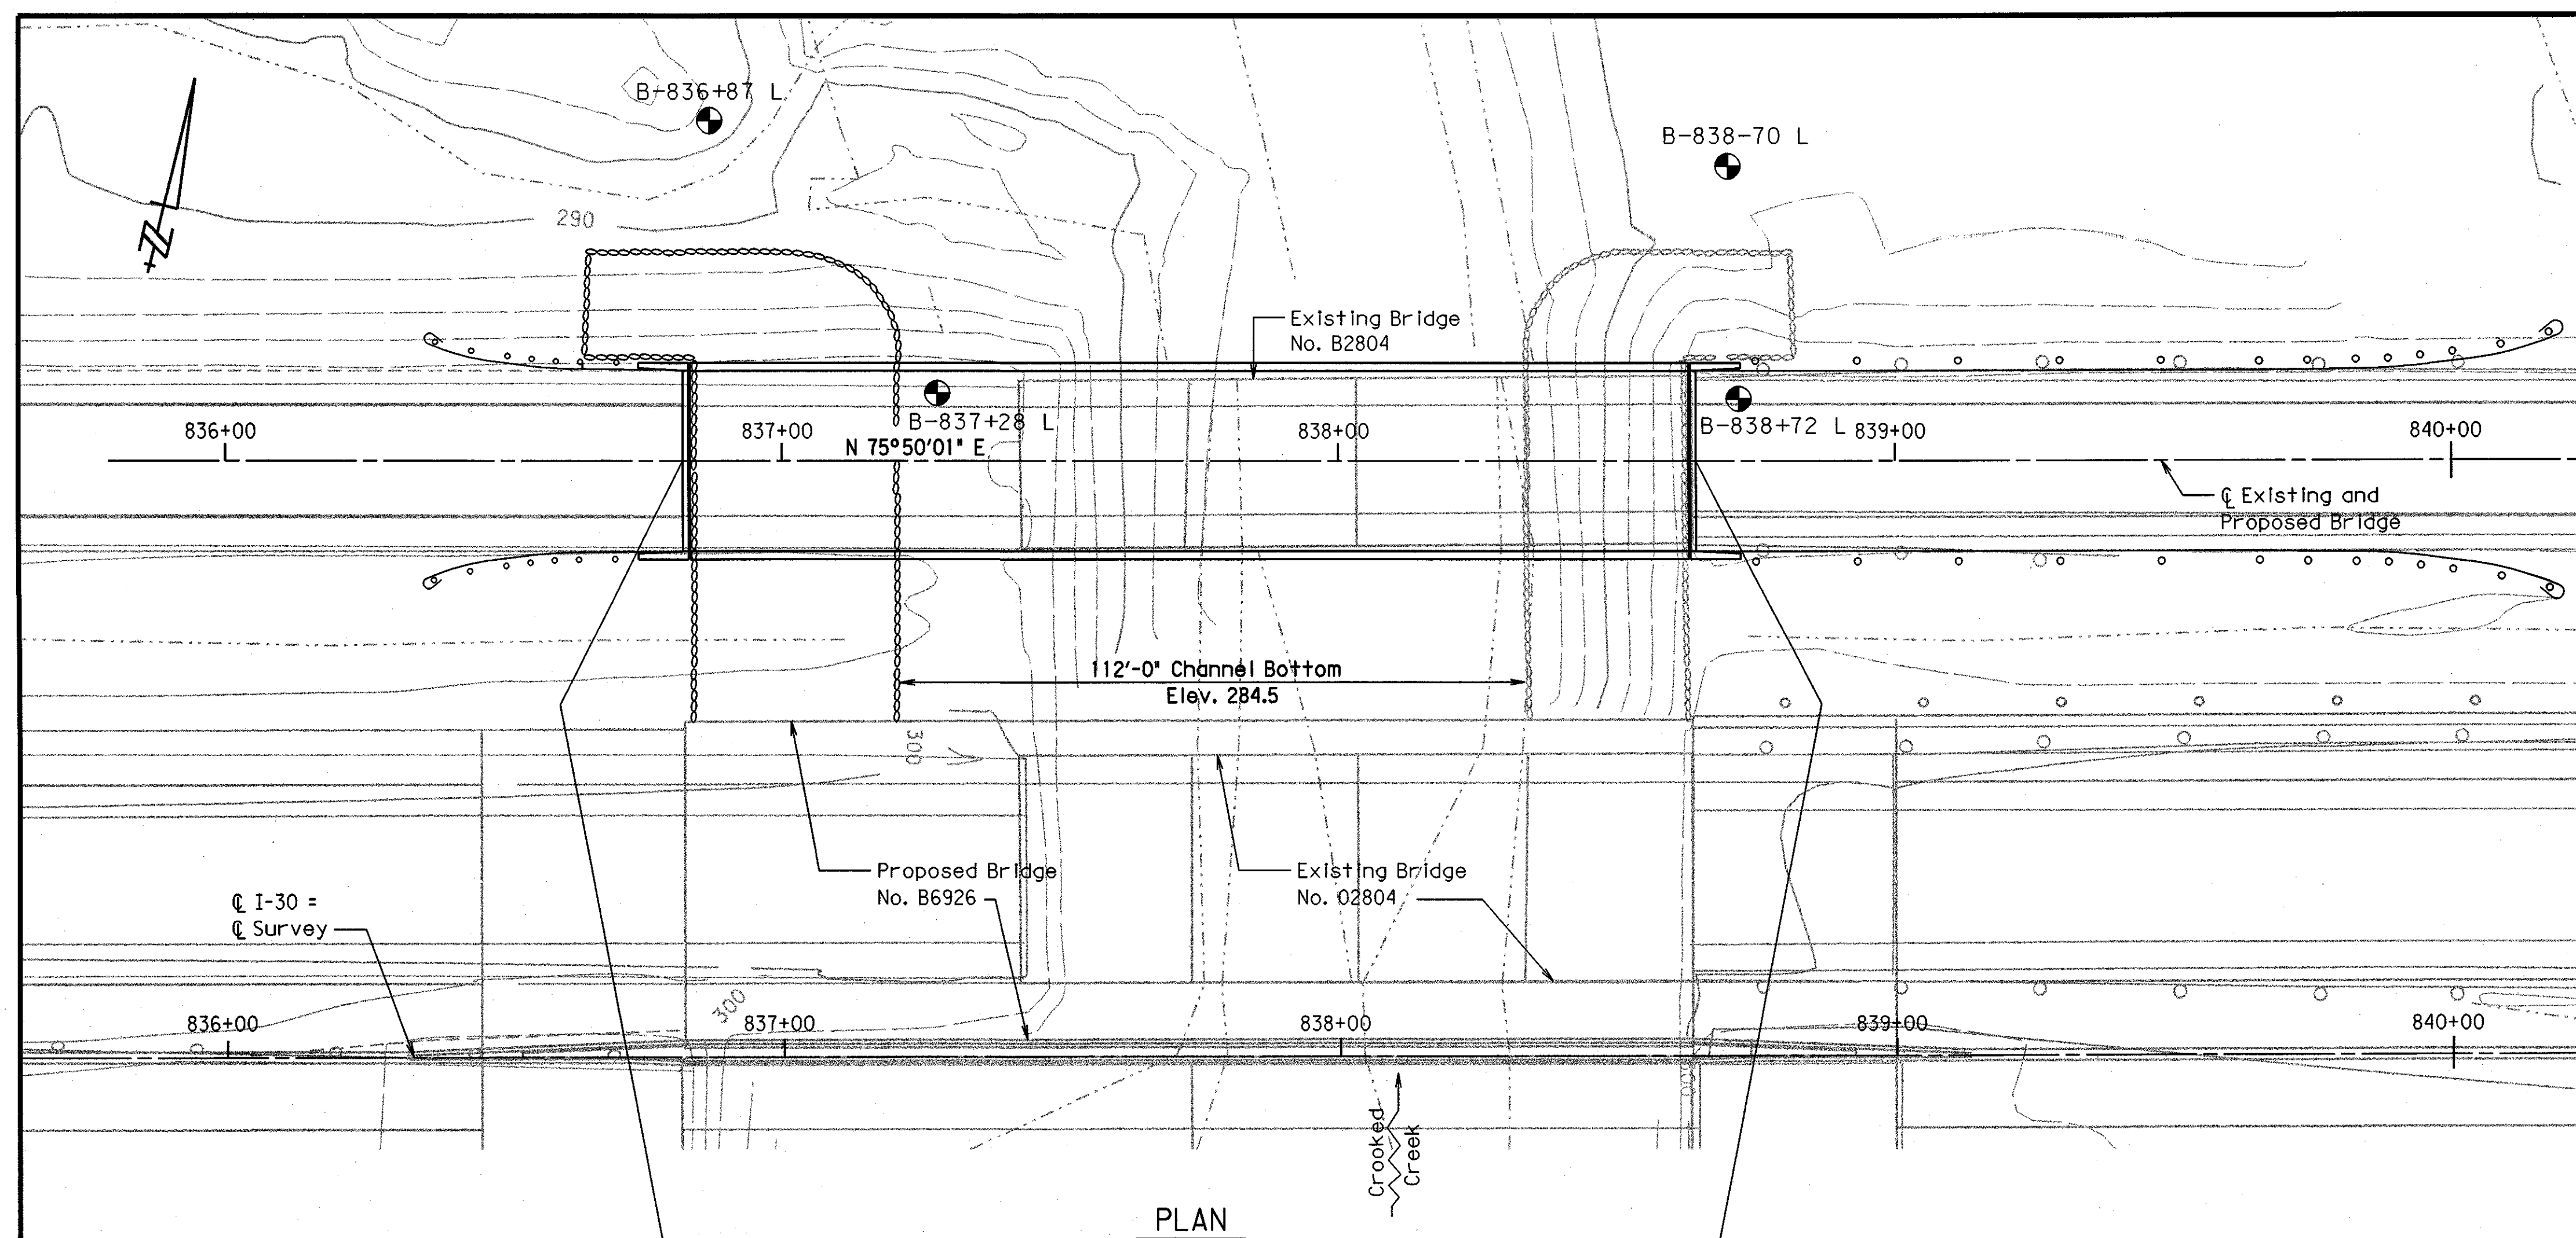 B-836+87 L
B-838-70 L
290
Existing Bridge
No. B2804
B-837+28 L
B-838+72 L
836+00
837+00
838+00
839+00
840+00
N 75°50'01" E
℄ Existing and
Proposed Bridge
112'-0" Channel Bottom
Elev. 284.5
300
Proposed Bridge
No. B6926
Existing Bridge
No. 02804
℄ I-30 =
℄ Survey
300
836+00
837+00
838+00
839+00
840+00
Crooked
Creek
PLAN